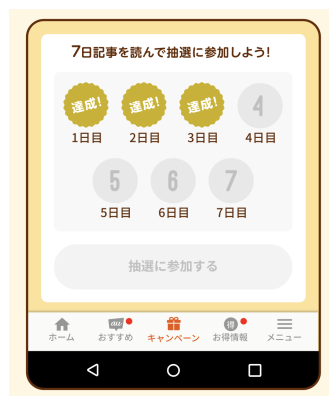 7日記事を読んで抽選に参加しよう!
達成! 達成! 達成! 4
1日目 2日目 3日目 4日目
5 6 7
5日目 6日目 7日目
抽選に参加する
au 得
ホーム おすすめ キャンペーン お得情報 メニュー